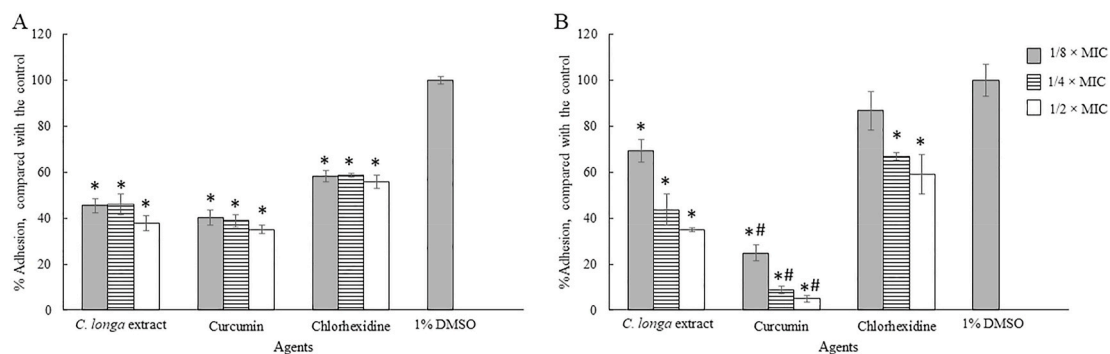 A
% Adhesion, compared with the control
120
100
80
60
40
20
0
* * *
* * *
* * *
C. longa extract
Curcumin
Chlorhexidine
1% DMSO
Agents
B
%Adhesion, compared with the control
120
100
80
60
40
20
0
*
*
*
*#
*#
*#
* *
C. longa extract
Curcumin
Chlorhexidine
1% DMSO
Agents
1/8 × MIC
1/4 × MIC
1/2 × MIC